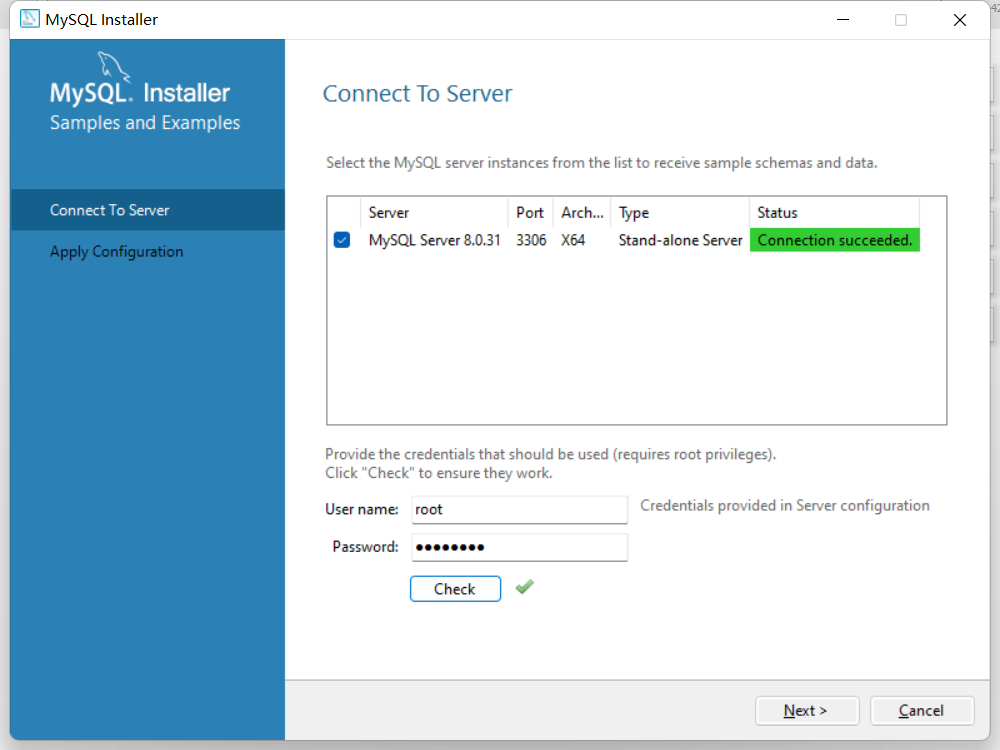 MySQL Installer
MySQL. Installer
Samples and Examples
Connect To Server
Apply Configuration
Connect To Server
Select the MySQL server instances from the list to receive sample schemas and data.
Server Port Arch... Type Status
MySQL Server 8.0.31 3306 X64 Stand-alone Server Connection succeeded.
Provide the credentials that should be used (requires root privileges).
Click "Check" to ensure they work.
User name: root Credentials provided in Server configuration
Password: ●●●●●●●●
Check
Next > Cancel